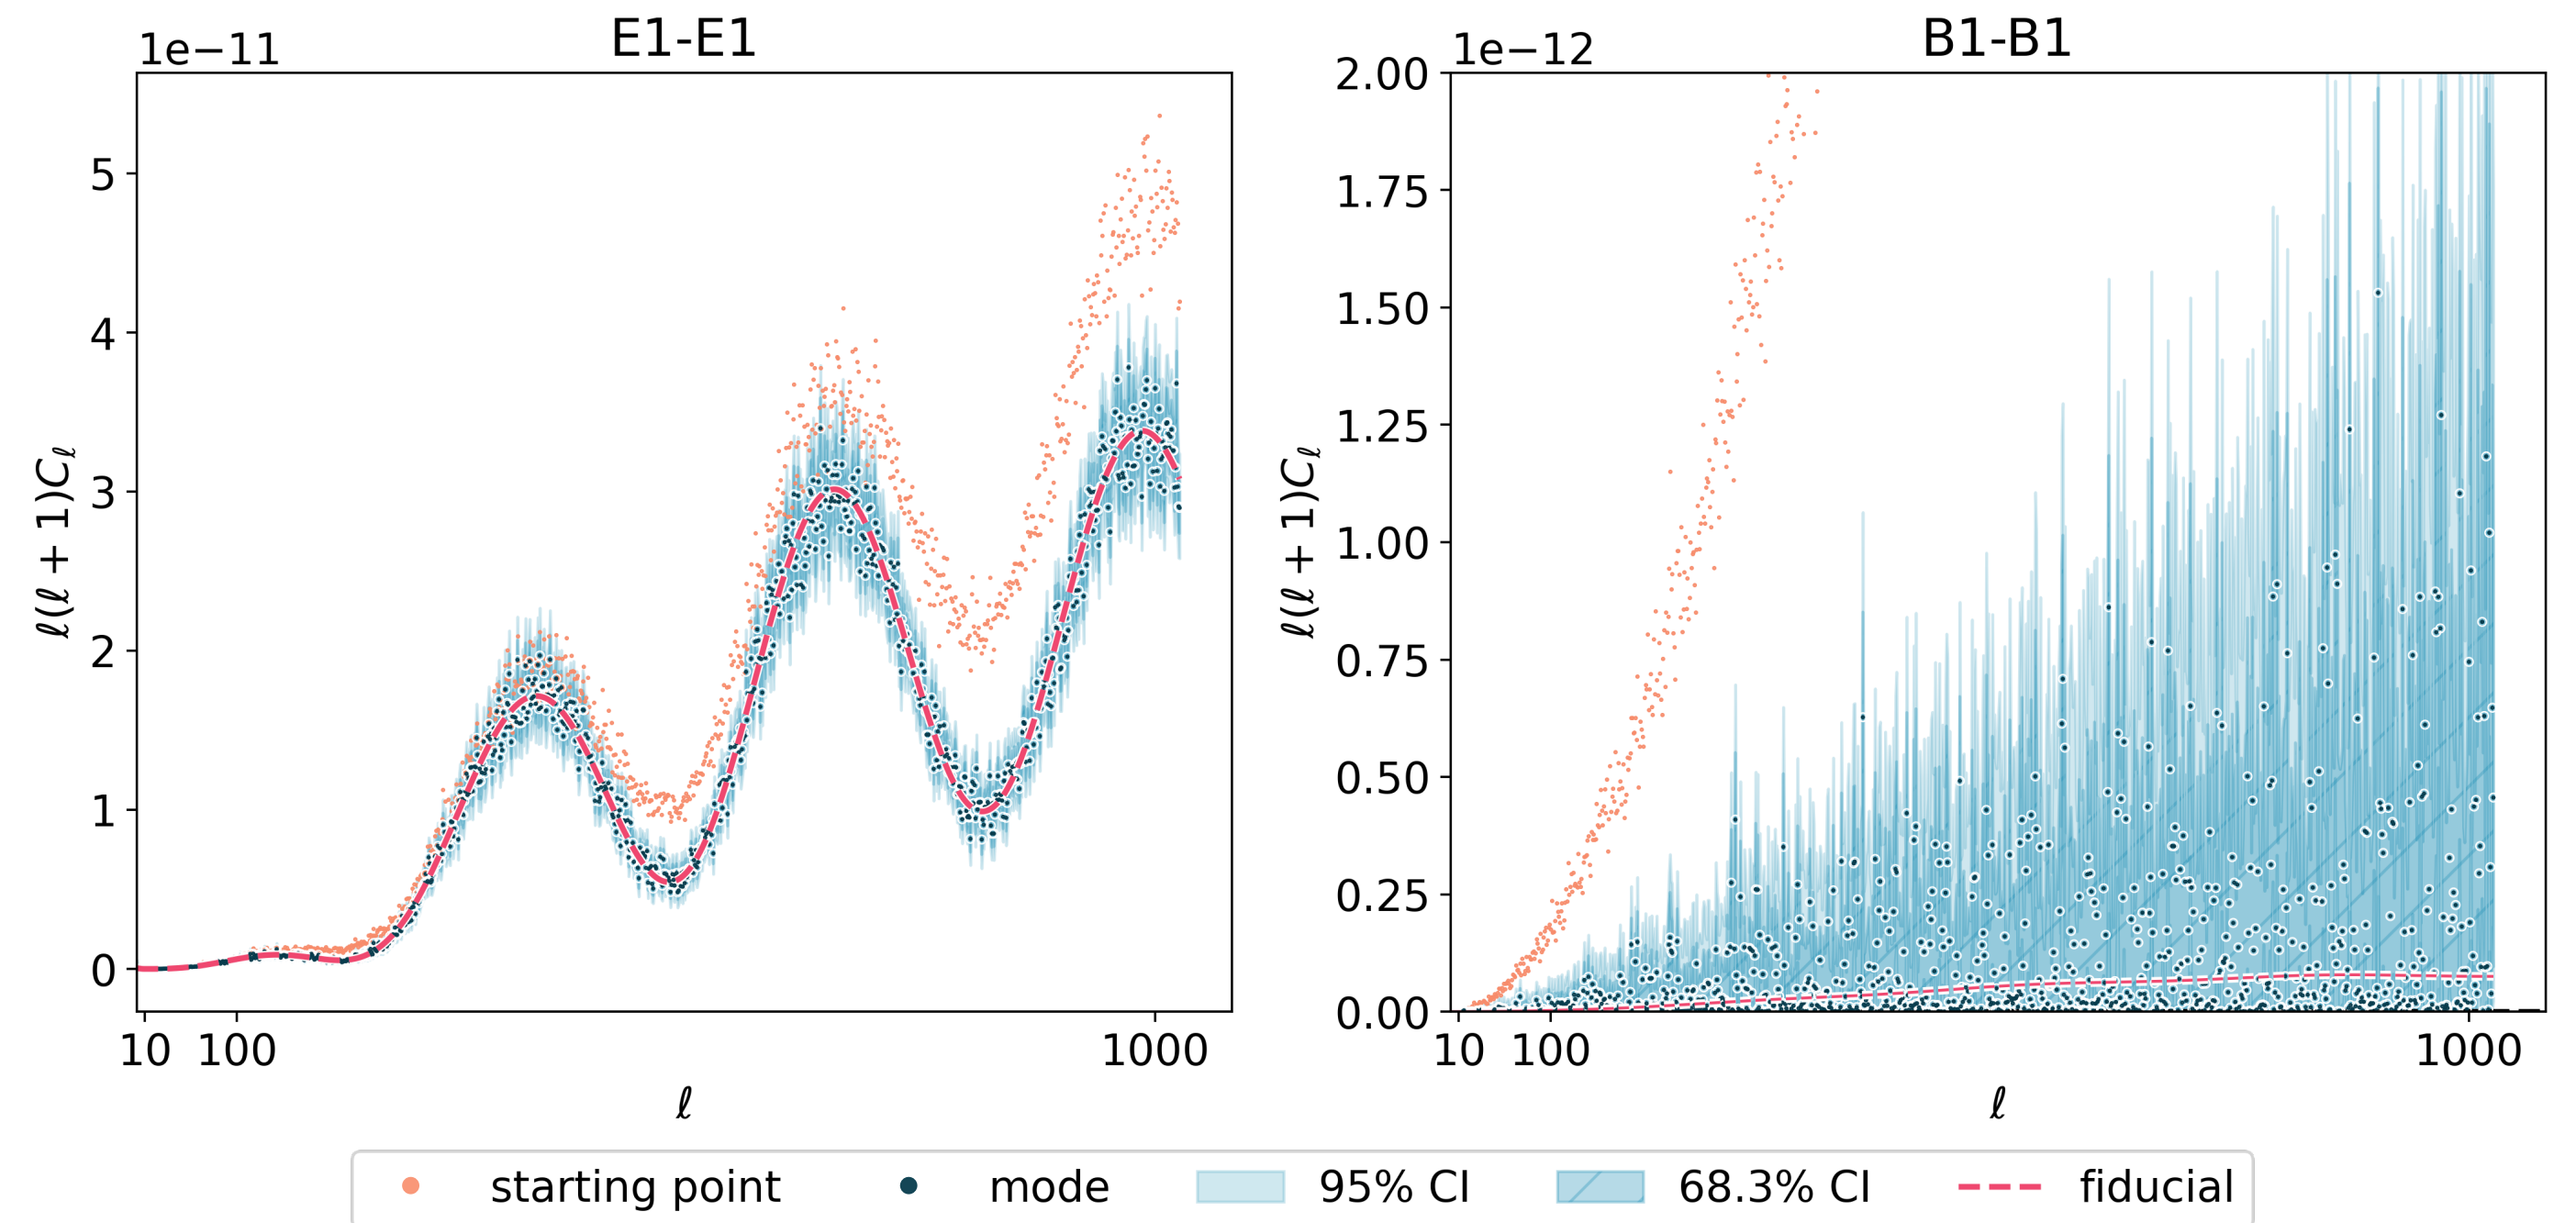 E1-E1
1e−11
5
4
3
2
1
0
ℓ(ℓ + 1)Cℓ
10 100 1000
ℓ
B1-B1
1e−12
2.00
1.75
1.50
1.25
1.00
0.75
0.50
0.25
0.00
ℓ(ℓ + 1)Cℓ
10 100 1000
ℓ
starting point mode 95% CI 68.3% CI fiducial